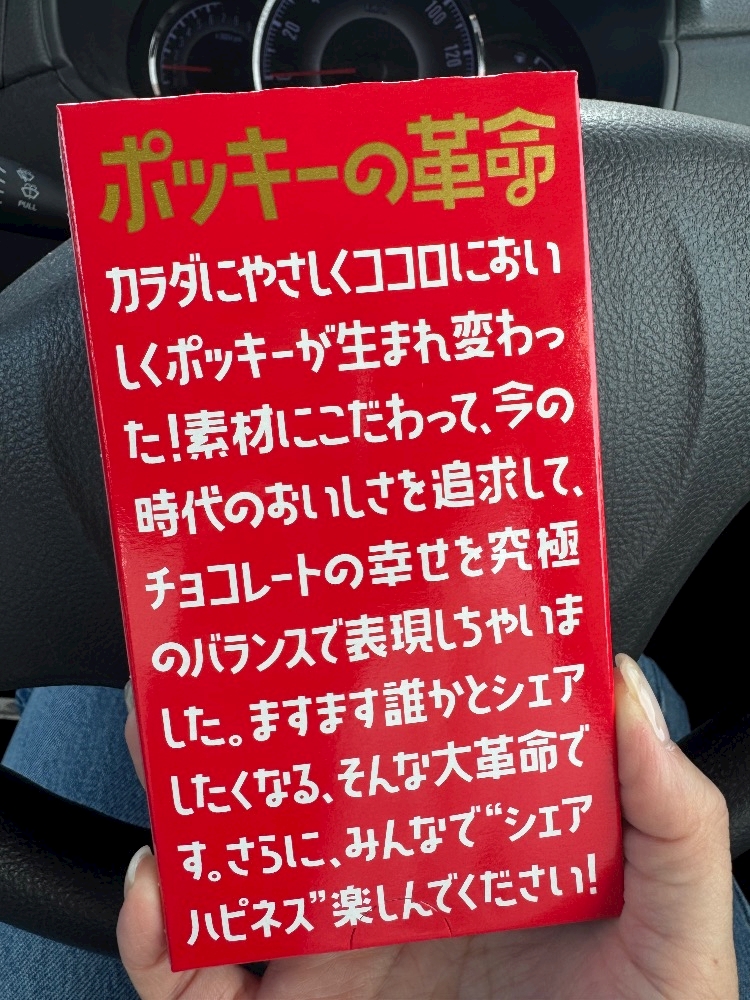 20
100
120
PULL
ポッキーの革命
カラダにやさしくココロにおい
しくポッキーが生まれ変わっ
た!素材にこだわって、今の
時代のおいしさを追求して、
チョコレートの幸せを究極
のバランスで表現しちゃいま
した。ますます誰かとシェア
したくなる、そんな大革命で
す。さらに、みんなで“シェア
ハピネス”楽しんでください!